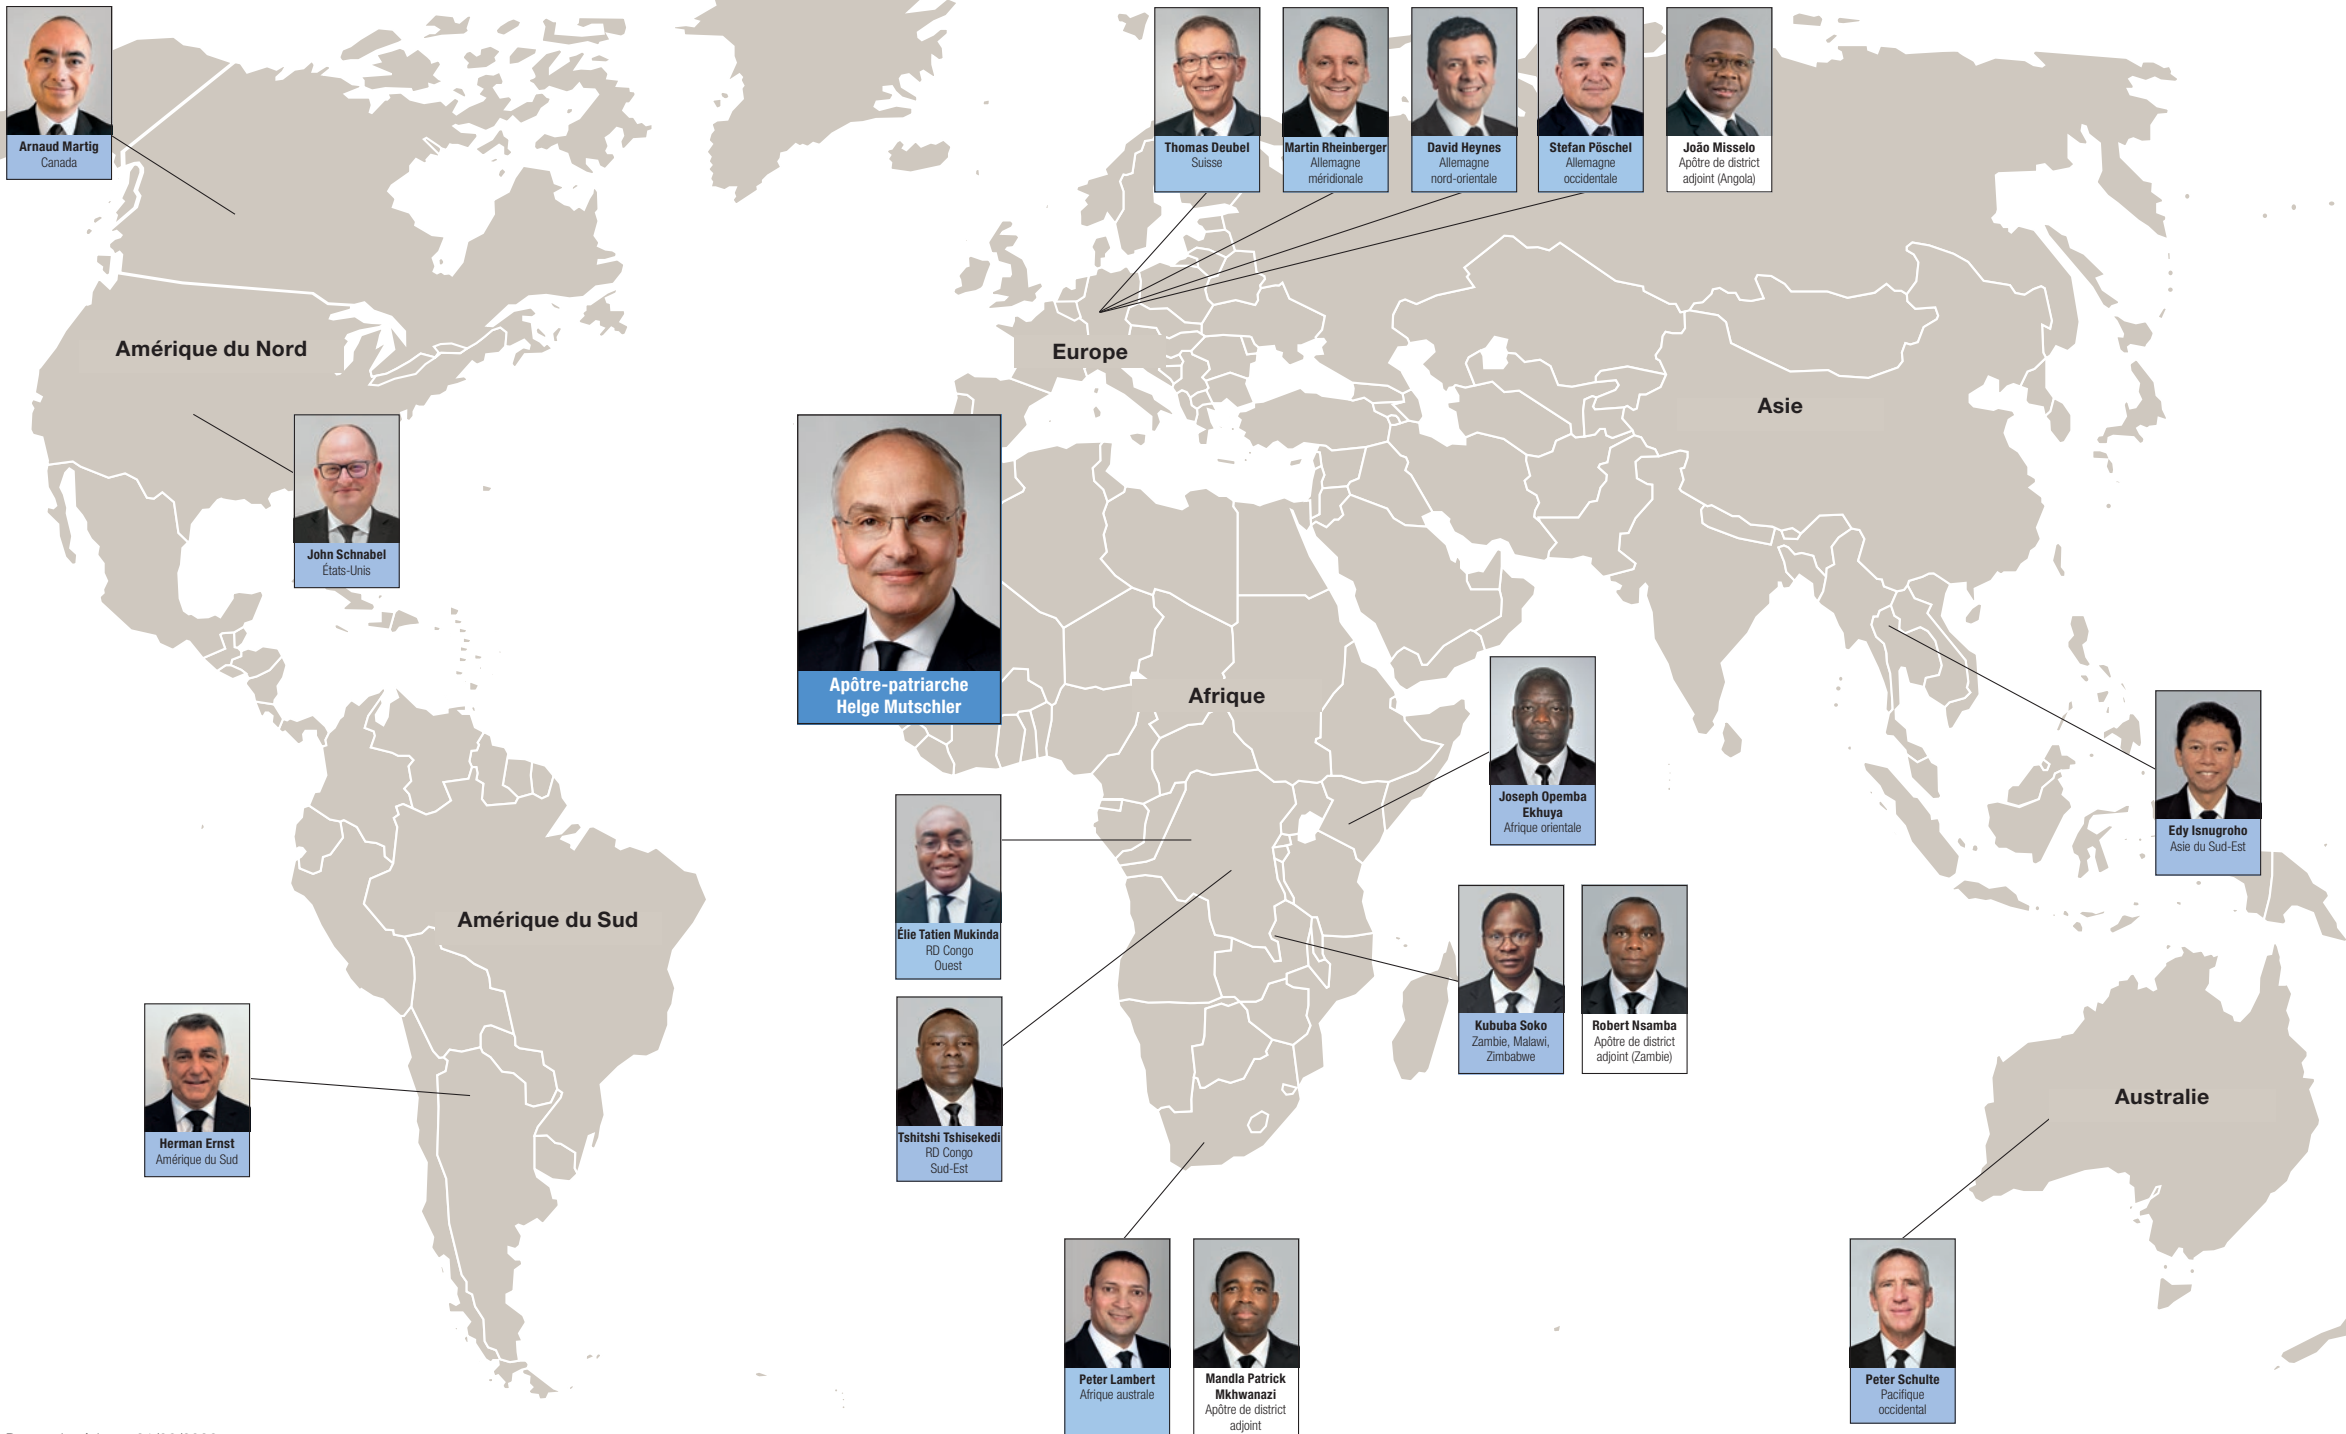 Arnaud Martig
Canada
Thomas Deubel
Suisse
Martin Rheinberger
Allemagne
méridionale
David Heynes
Allemagne
nord-orientale
Stefan Pöschel
Allemagne
occidentale
João Misselo
Apôtre de district
adjoint (Angola)
Amérique du Nord
Europe
Asie
John Schnabel
États-Unis
Apôtre-patriarche
Helge Mutschler
Afrique
Joseph Opemba
Ekhuya
Afrique orientale
Edy Isnugroho
Asie du Sud-Est
Amérique du Sud
Élie Tatien Mukinda
RD Congo
Ouest
Kububa Soko
Zambie, Malawi,
Zimbabwe
Robert Nsamba
Apôtre de district
adjoint (Zambie)
Herman Ernst
Amérique du Sud
Tshitshi Tshisekedi
RD Congo
Sud-Est
Australie
Peter Lambert
Afrique australe
Mandla Patrick
Mkhwanazi
Apôtre de district
adjoint
Peter Schulte
Pacifique
occidental